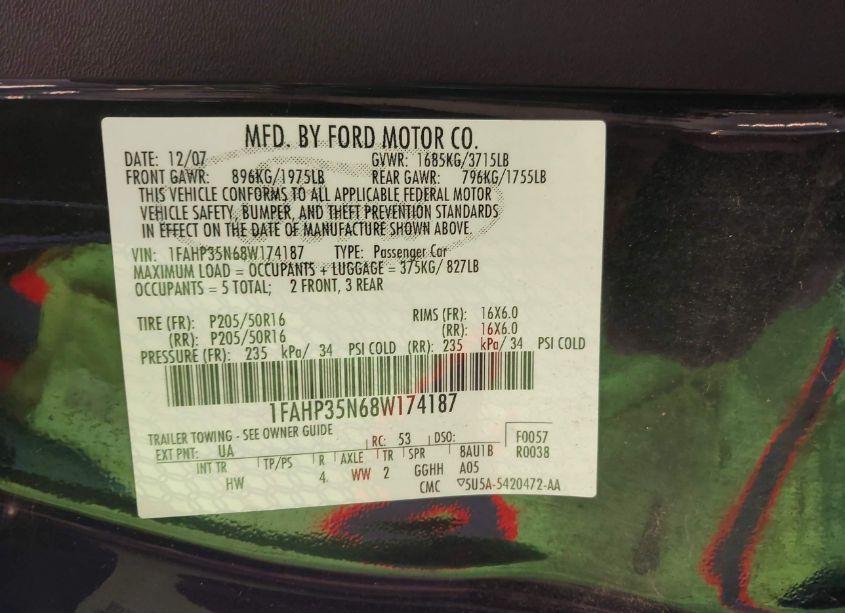 MFD. BY FORD MOTOR CO.
DATE: 12/07 GVWR: 1685KG/3715LB
FRONT GAWR: 896KG/1975LB REAR GAWR: 796KG/1755LB
THIS VEHICLE CONFORMS TO ALL APPLICABLE FEDERAL MOTOR
VEHICLE SAFETY, BUMPER, AND THEFT PREVENTION STANDARDS
IN EFFECT ON THE DATE OF MANUFACTURE SHOWN ABOVE.
VIN: 1FAHP35N68W174187 TYPE: Passenger Car
MAXIMUM LOAD = OCCUPANTS + LUGGAGE = 375KG/ 827LB
OCCUPANTS = 5 TOTAL; 2 FRONT, 3 REAR
TIRE (FR): P205/50R16 RIMS (FR): 16X6.0
(RR): P205/50R16 (RR): 16X6.0
PRESSURE (FR): 235 kPa/ 34 PSI COLD (RR): 235 kPa/ 34 PSI COLD
1FAHP35N68W174187
TRAILER TOWING - SEE OWNER GUIDE
EXT PNT: UA RC: 53 DSO: F0057
INT TR TP/PS R AXLE TR SPR 8AU1B R0038
HW 4 WW 2 GGHH A05
CMC ▽5U5A-5420472-AA